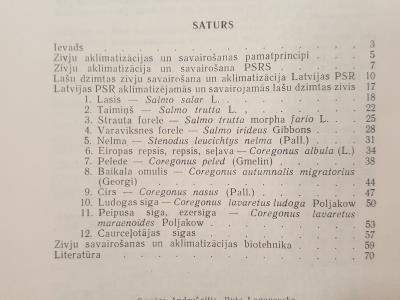 SATURS
Ievads . . . . . . . . . . . 3
Zivju aklimatizācijas un savairošanas pamatprincipi . . . 5
Zivju aklimatizācija un savairošana PSRS . . . . . 7
Lašu dzimtas zivju savairošana un aklimatizācija Latvijas PSR 10
Latvijas PSR aklimatizējamās un savairojamās lašu dzimtas zivis 17
1. Lasis — Salmo salar L. . . . . . . . 18
2. Taimiņš — Salmo trutta L. . . . . . . 22
3. Strauta forele — Salmo trutta morpha fario L. . . . 25
4. Varavīksnes forele — Salmo irideus Gibbons . . . 28
5. Nelma — Stenodus leucichtys nelma (Pall.) . . . 31
6. Eiropas repsis, repsis, seļava — Coregonus albula (L.) 34
7. Pelede — Coregonus peled (Gmelin) . . . . 38
8. Baikala omulis — Coregonus autumnalis migratorius
(Georgi) . . . . . . . . . . 44
9. Čirs — Coregonus nasus (Pall.) . . . . . 47
10. Ludogas sīga — Coregonus lavaretus ludoga Poljakow 50
11. Peipusa sīga, ezersīga — Coregonus lavaretus
maraenoides Poljakow . . . . . . . 53
12. Caurceļotājas sīgas . . . . . . . . 57
Zivju savairošanas un aklimatizācijas biotehnika . . . . 59
Literatūra . . . . . . . . . . 70